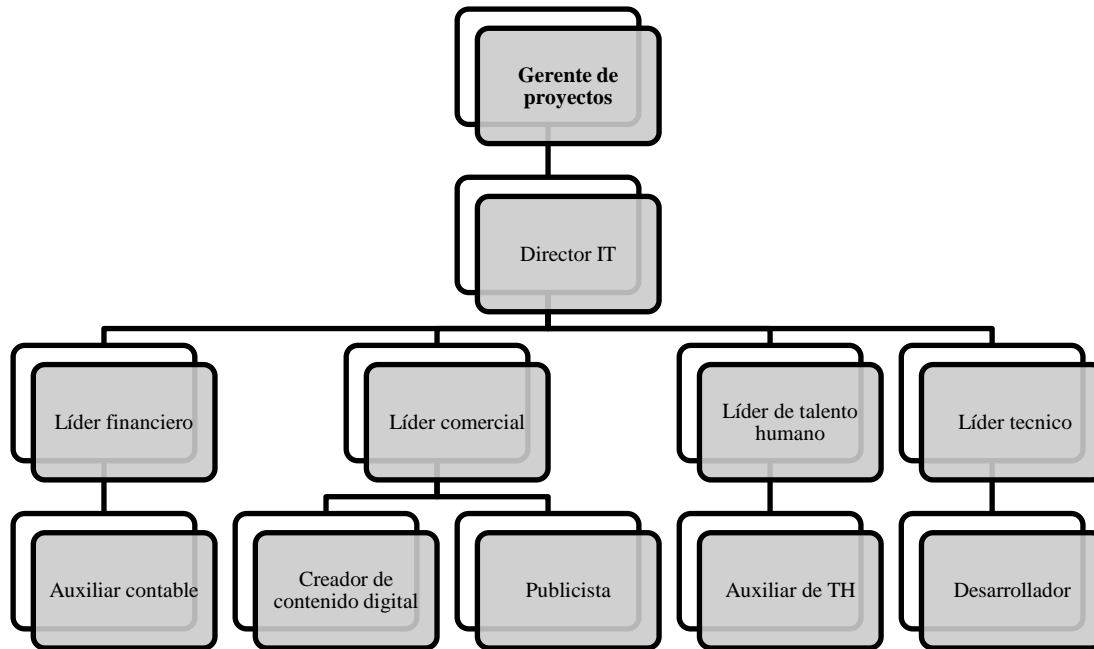 Gerente de
proyectos
Director IT
Líder financiero
Líder comercial
Líder de talento
humano
Líder tecnico
Auxiliar contable
Creador de
contenido digital
Publicista
Auxiliar de TH
Desarrollador